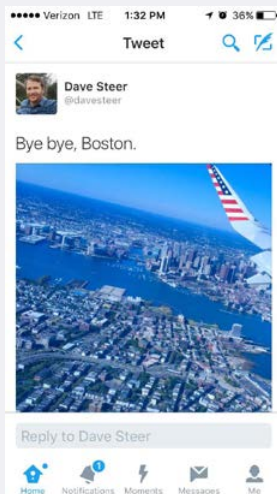 Verizon LTE 1:32 PM 36%
Tweet
Dave Steer
@davesteer
Bye bye, Boston.
Reply to Dave Steer
1
Home Notifications Moments Messages Me